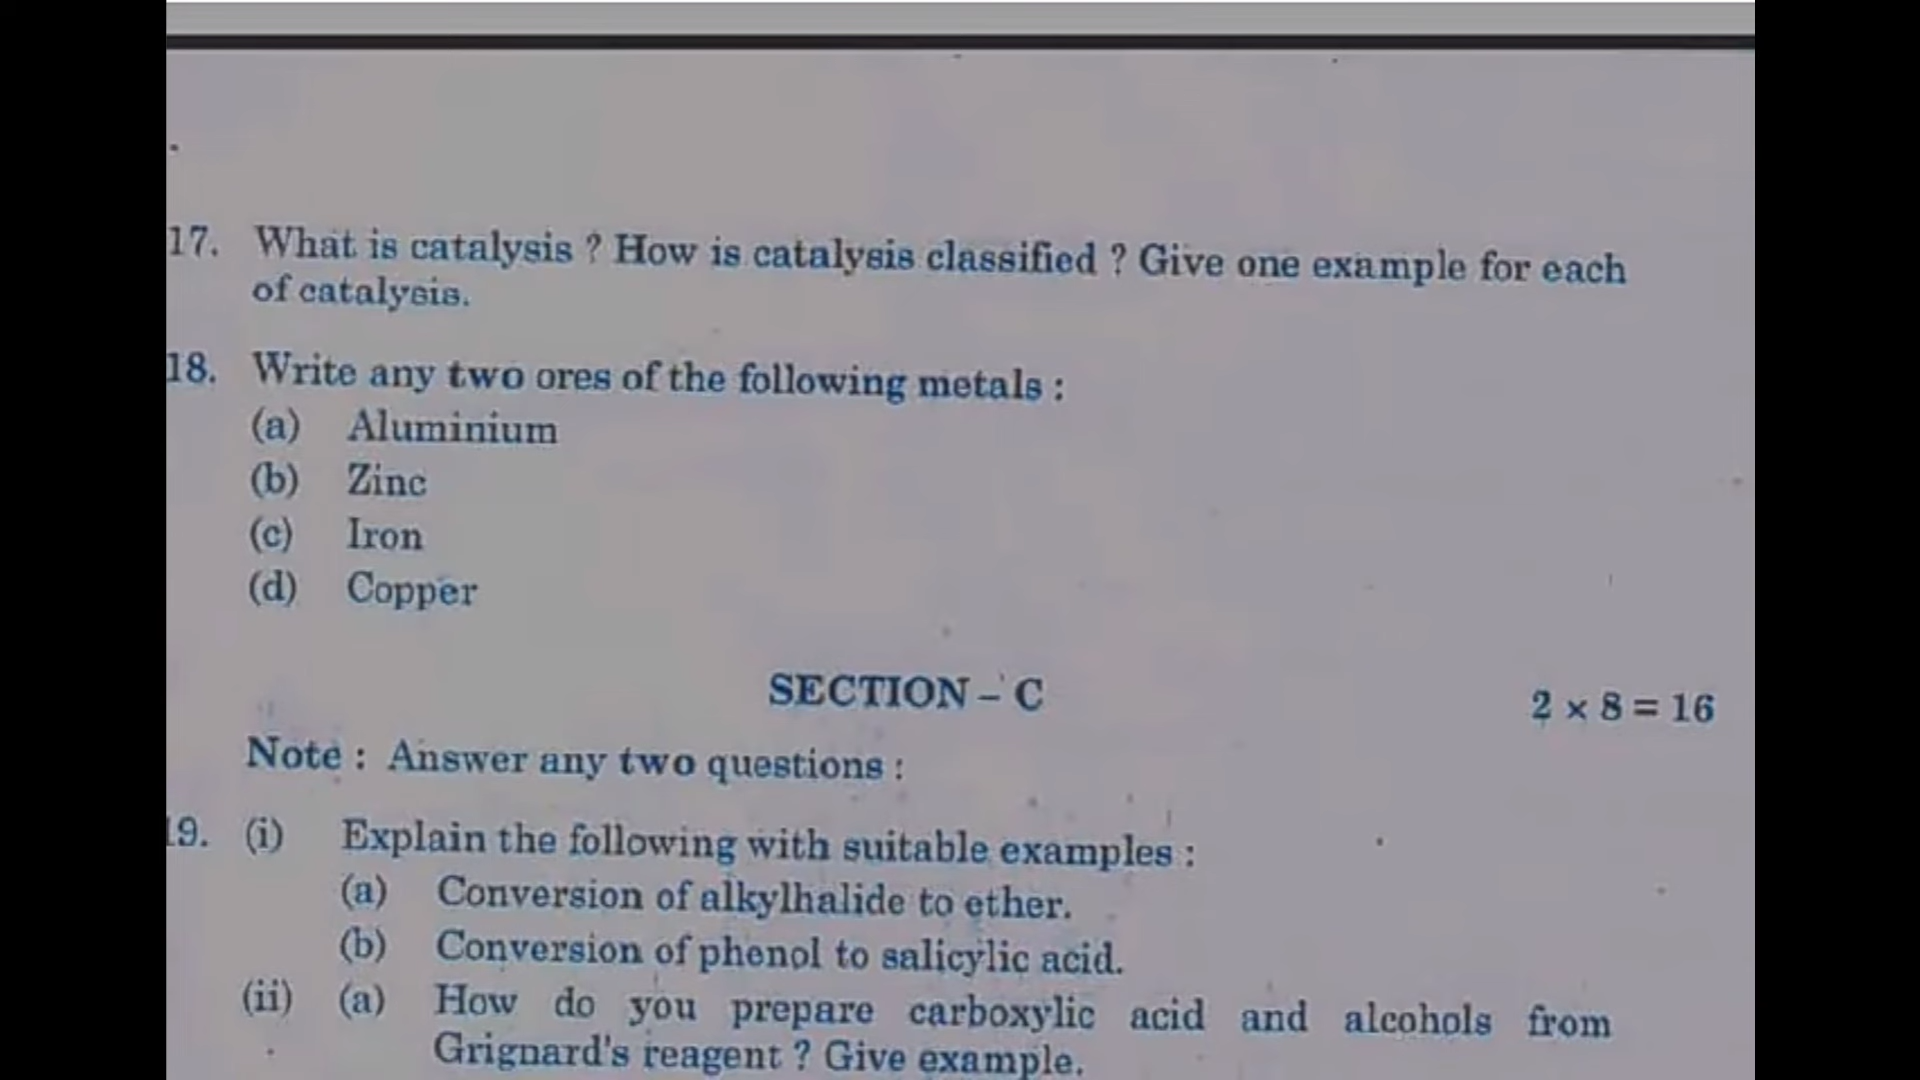 17. What is catalysis ? How is catalysis classified ? Give one example for each
of catalysis.
18. Write any two ores of the following metals :
(a) Aluminium
(b) Zinc
(c) Iron
(d) Copper
SECTION – C
2 × 8 = 16
Note : Answer any two questions :
19. (i) Explain the following with suitable examples :
(a) Conversion of alkylhalide to ether.
(b) Conversion of phenol to salicylic acid.
(ii) (a) How do you prepare carboxylic acid and alcohols from
Grignard's reagent ? Give example.